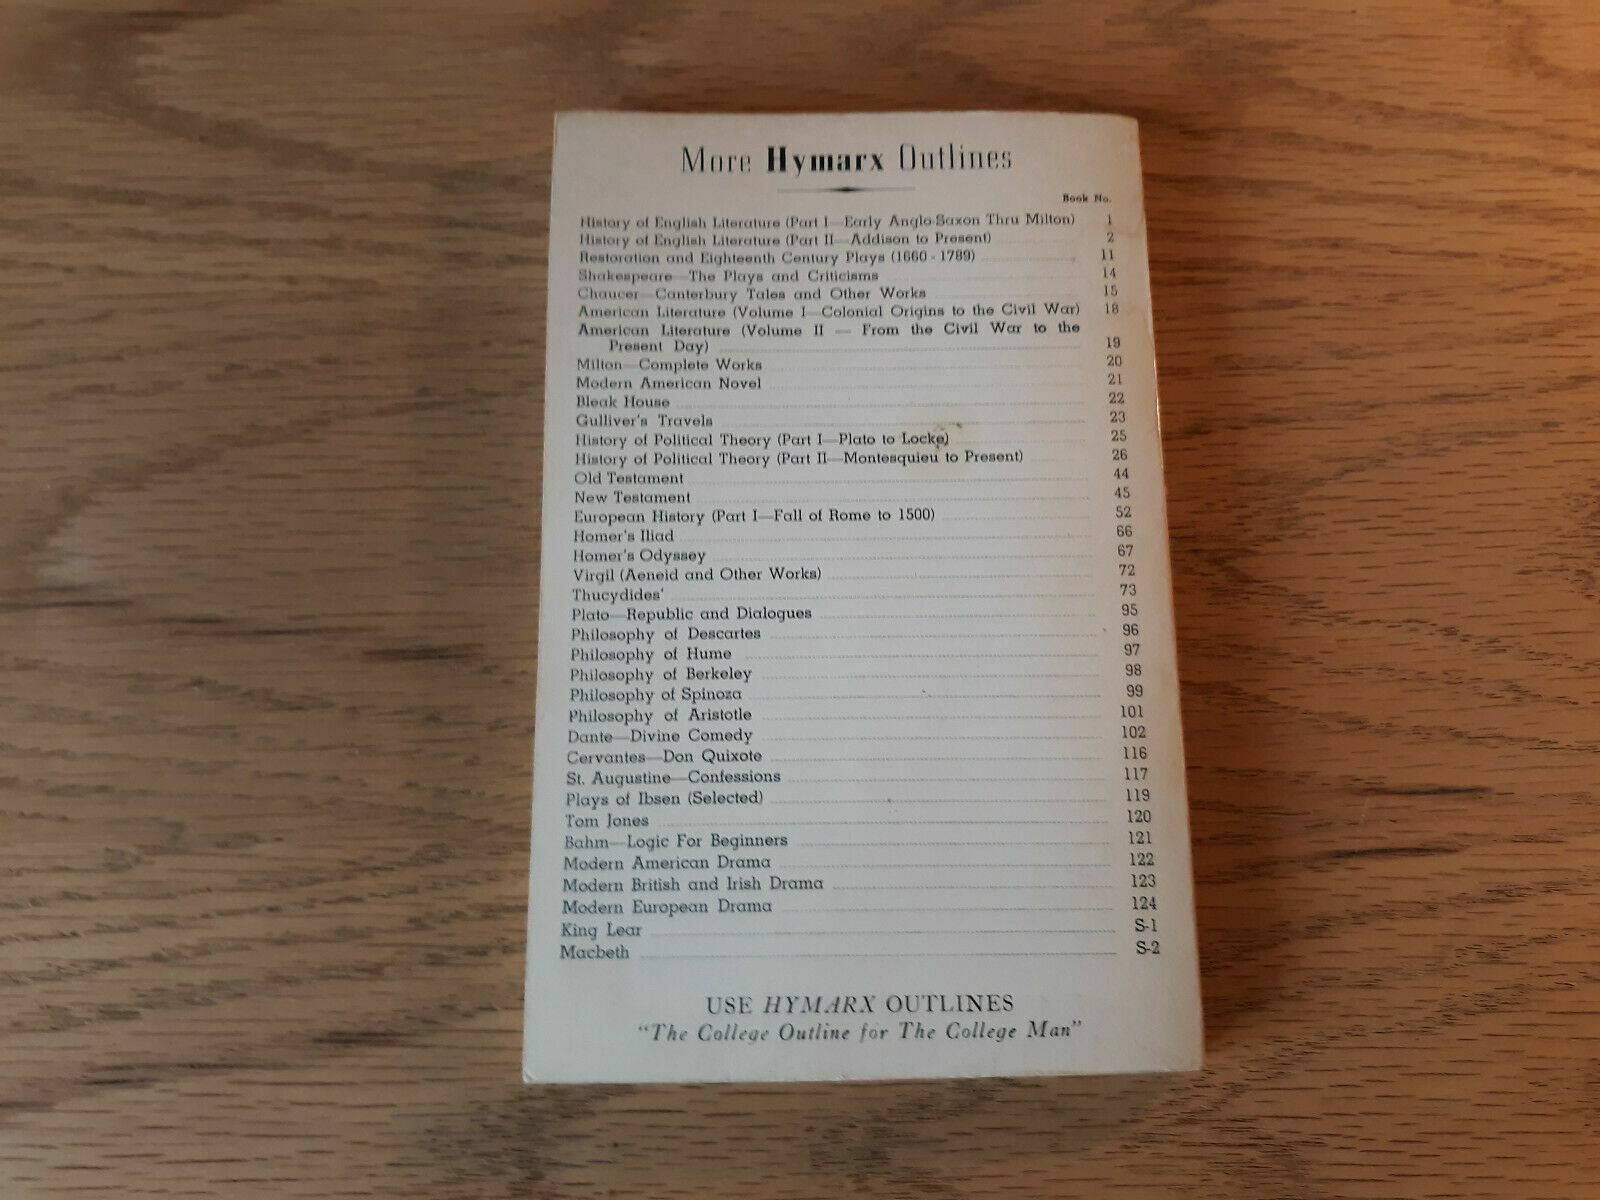 More Hymarx Outlines
Book No.
History of English Literature (Part I—Early Anglo-Saxon Thru Milton) 1
History of English Literature (Part II—Addison to Present) 2
Restoration and Eighteenth Century Plays (1660 - 1789) 11
Shakespeare—The Plays and Criticisms 14
Chaucer—Canterbury Tales and Other Works 15
American Literature (Volume I—Colonial Origins to the Civil War) 18
American Literature (Volume II — From the Civil War to the
Present Day) 19
Milton—Complete Works 20
Modern American Novel 21
Bleak House 22
Gulliver's Travels 23
History of Political Theory (Part I—Plato to Locke) 25
History of Political Theory (Part II—Montesquieu to Present) 26
Old Testament 44
New Testament 45
European History (Part I—Fall of Rome to 1500) 52
Homer's Iliad 66
Homer's Odyssey 67
Virgil (Aeneid and Other Works) 72
Thucydides' 73
Plato—Republic and Dialogues 95
Philosophy of Descartes 96
Philosophy of Hume 97
Philosophy of Berkeley 98
Philosophy of Spinoza 99
Philosophy of Aristotle 101
Dante—Divine Comedy 102
Cervantes—Don Quixote 116
St. Augustine—Confessions 117
Plays of Ibsen (Selected) 119
Tom Jones 120
Bahm—Logic For Beginners 121
Modern American Drama 122
Modern British and Irish Drama 123
Modern European Drama 124
King Lear S-1
Macbeth S-2
USE HYMARX OUTLINES
"The College Outline for The College Man"